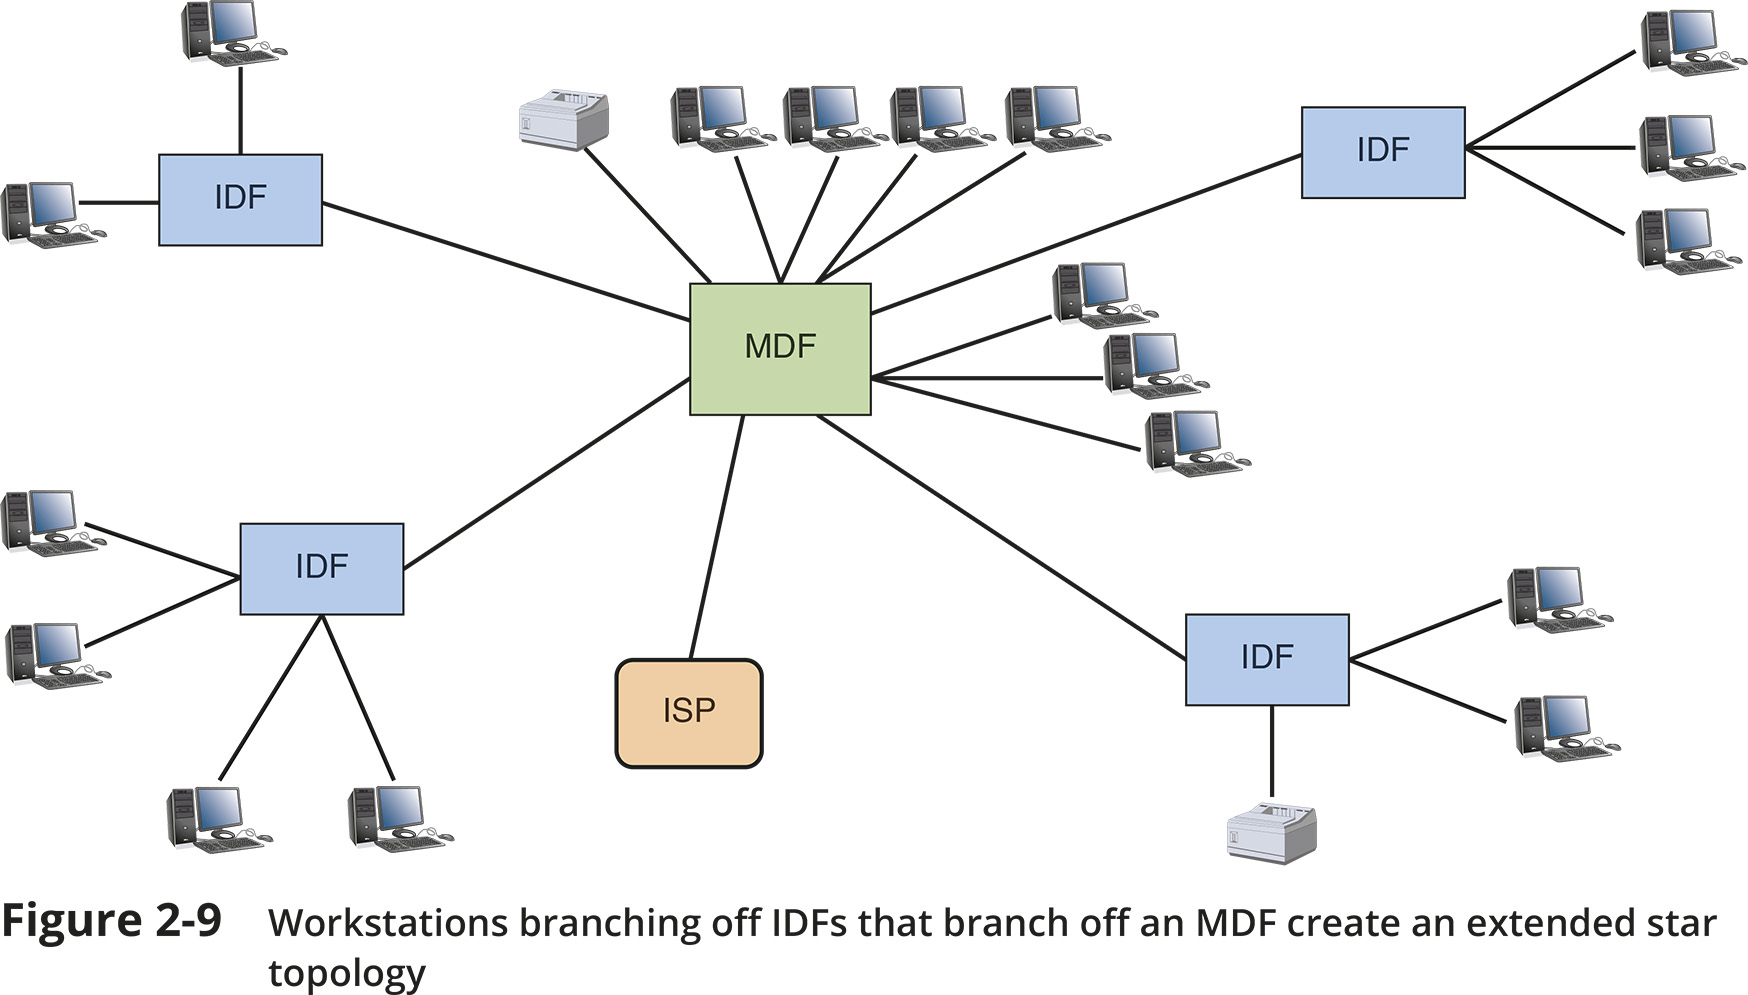 IDF
IDF
MDF
IDF
IDF
ISP
Figure 2-9 Workstations branching off IDFs that branch off an MDF create an extended star
topology